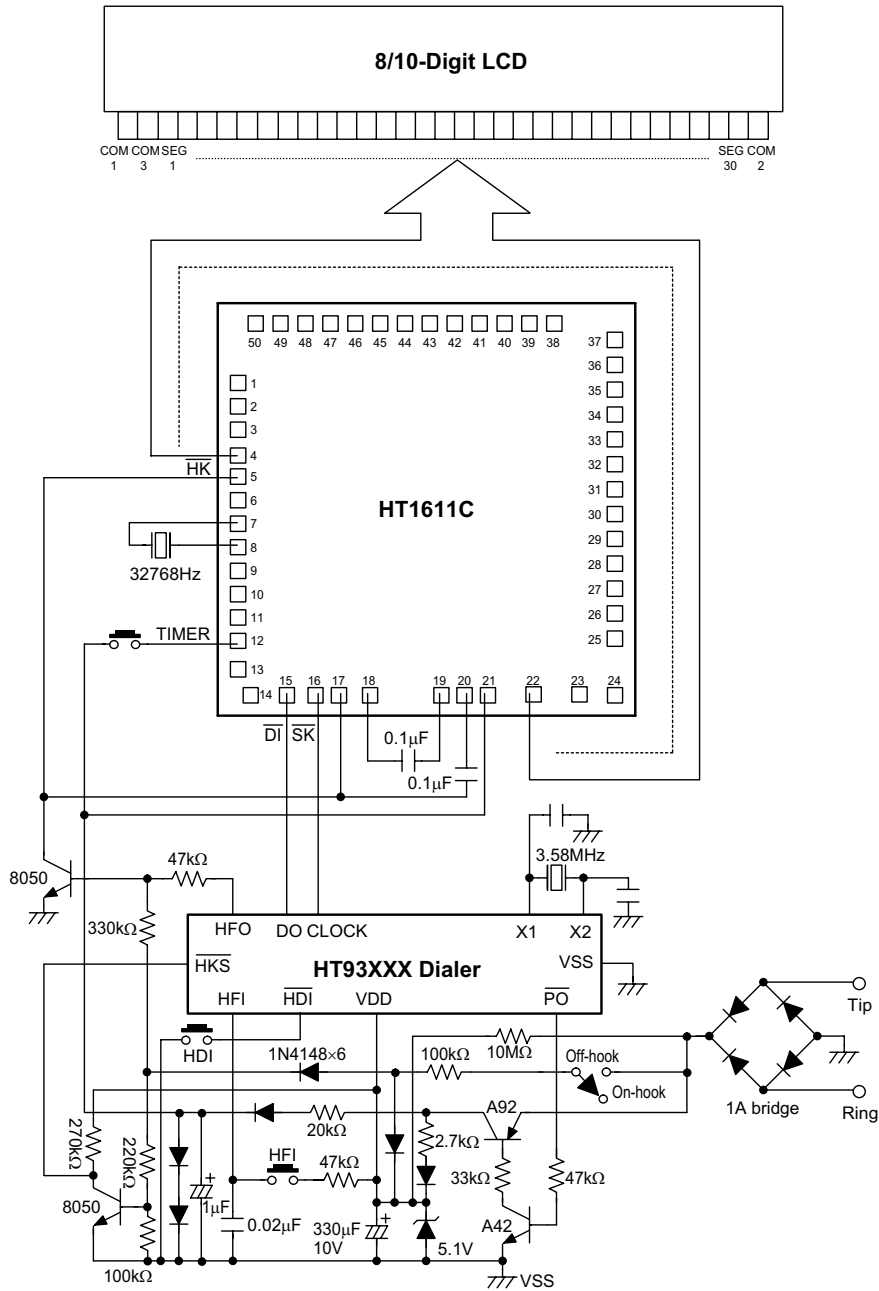 8/10-Digit LCD
COM COM SEG SEG COM
1 3 1 30 2
50 49 48 47 46 45 44 43 42 41 40 39 38
37
36
35
34
33
32
31
30
29
28
27
26
25
1
2
3
4
HK
5
6
7
8
32768Hz
9
10
11
TIMER
12
13
HT1611C
14 15 16 17 18 19 20 21 22 23 24
DI SK
0.1μF
0.1μF
3.58MHz
8050
47kΩ
330kΩ
HFO DO CLOCK X1 X2
HKS
HT93XXX Dialer
VSS
HFI HDI VDD PO
HDI
1N4148×6
10MΩ
100kΩ
Off-hook
On-hook
Tip
Ring
1A bridge
A92
20kΩ
2.7kΩ
270kΩ
220kΩ
HFI
47kΩ
33kΩ
47kΩ
8050
+
1μF
0.02μF
330μF
10V
+
5.1V
A42
100kΩ
VSS